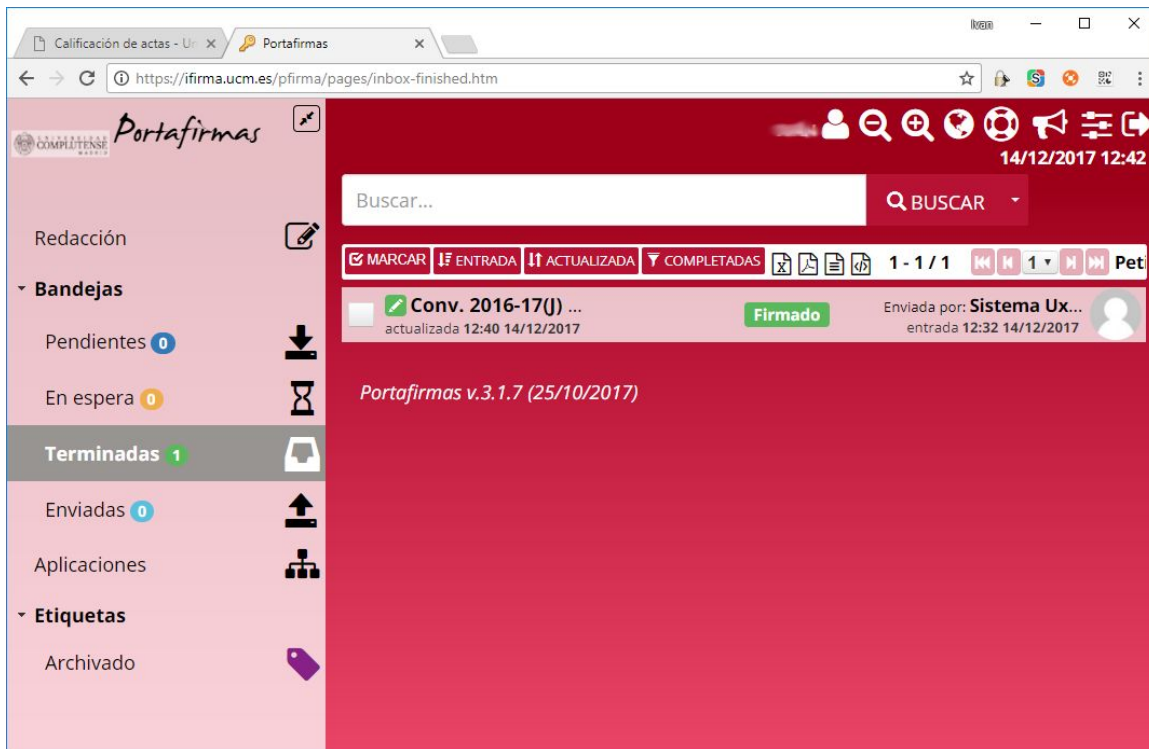 Ivan
Calificación de actas - Un
Portafirmas
https://ifirma.ucm.es/pfirma/pages/inbox-finished.htm
UNIVERSIDAD
COMPLUTENSE
MADRID
Portafirmas
14/12/2017 12:42
Buscar...
BUSCAR
Redacción
MARCAR ENTRADA ACTUALIZADA COMPLETADAS 1 - 1 / 1 1 Peti
Bandejas
Conv. 2016-17(J) ...
actualizada 12:40 14/12/2017
Firmado
Enviada por: Sistema Ux...
entrada 12:32 14/12/2017
Pendientes 0
En espera 0
Portafirmas v.3.1.7 (25/10/2017)
Terminadas 1
Enviadas 0
Aplicaciones
Etiquetas
Archivado